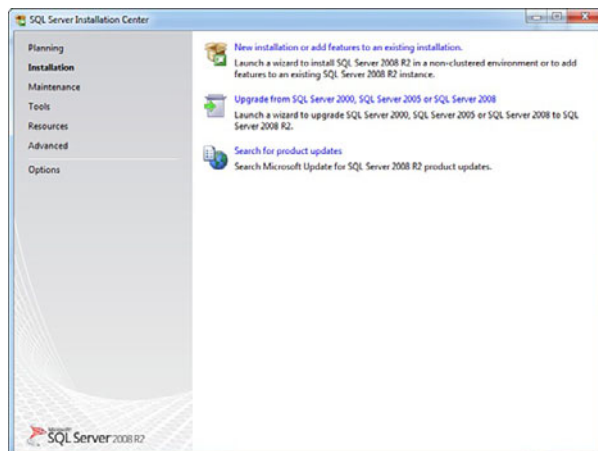 SQL Server Installation Center
Planning
Installation
Maintenance
Tools
Resources
Advanced
Options
New installation or add features to an existing installation.
Launch a wizard to install SQL Server 2008 R2 in a non-clustered environment or to add
features to an existing SQL Server 2008 R2 instance.
Upgrade from SQL Server 2000, SQL Server 2005 or SQL Server 2008
Launch a wizard to upgrade SQL Server 2000, SQL Server 2005 or SQL Server 2008 to SQL
Server 2008 R2.
Search for product updates
Search Microsoft Update for SQL Server 2008 R2 product updates.
Microsoft
SQL Server 2008 R2